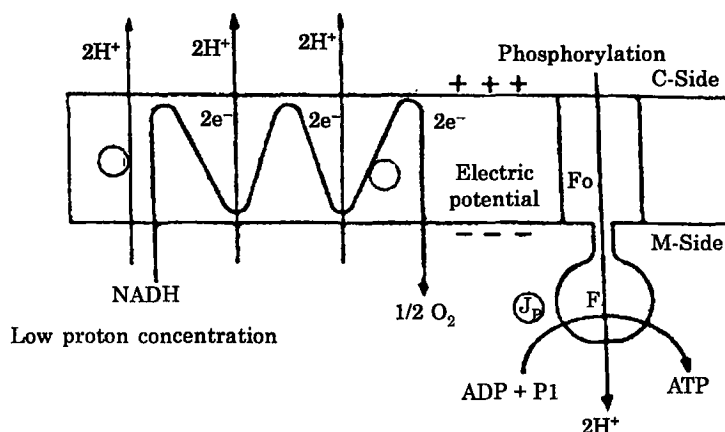 2H⁺ 2H⁺ 2H⁺
Phosphorylation
C-Side
+ + +
2e⁻ 2e⁻ 2e⁻
Electric
potential
Fo
– – –
M-Side
NADH
1/2 O₂
J_P
F
Low proton concentration
ADP + P1
ATP
2H⁺